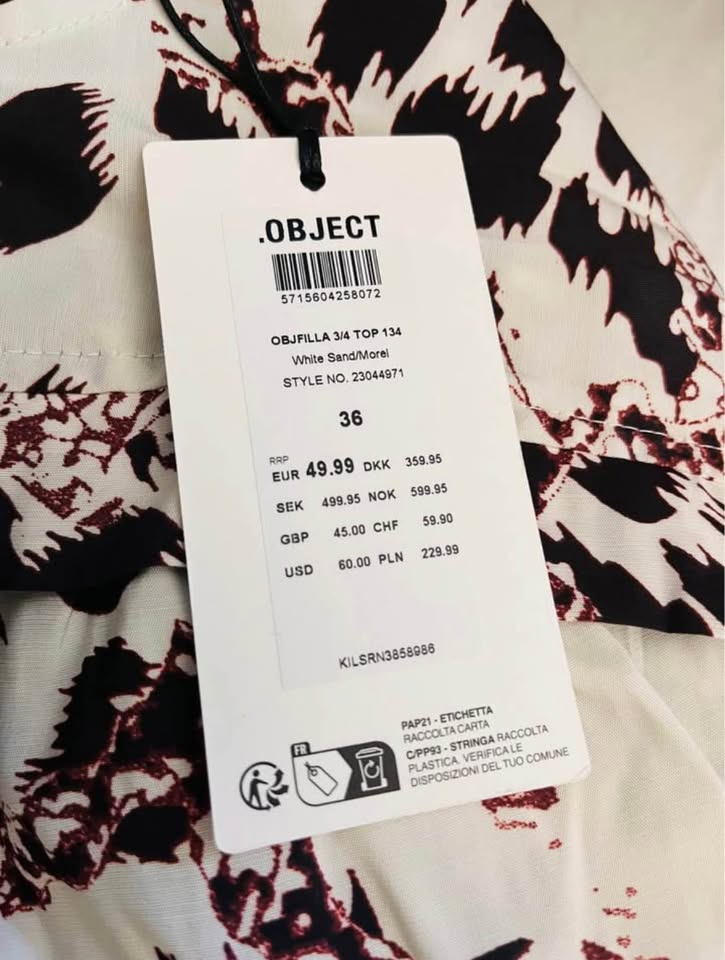 .OBJECT
5715604258072
OBJFILLA 3/4 TOP 134
White Sand/Morel
STYLE NO. 23044971
36
RRP
EUR 49.99 DKK 359.95
SEK 499.95 NOK 599.95
GBP 45.00 CHF 59.90
USD 60.00 PLN 229.99
KILSRN3858986
FR
PAP21 - ETICHETTA
RACCOLTA CARTA
C/PP93 - STRINGA RACCOLTA
PLASTICA. VERIFICA LE
DISPOSIZIONI DEL TUO COMUNE